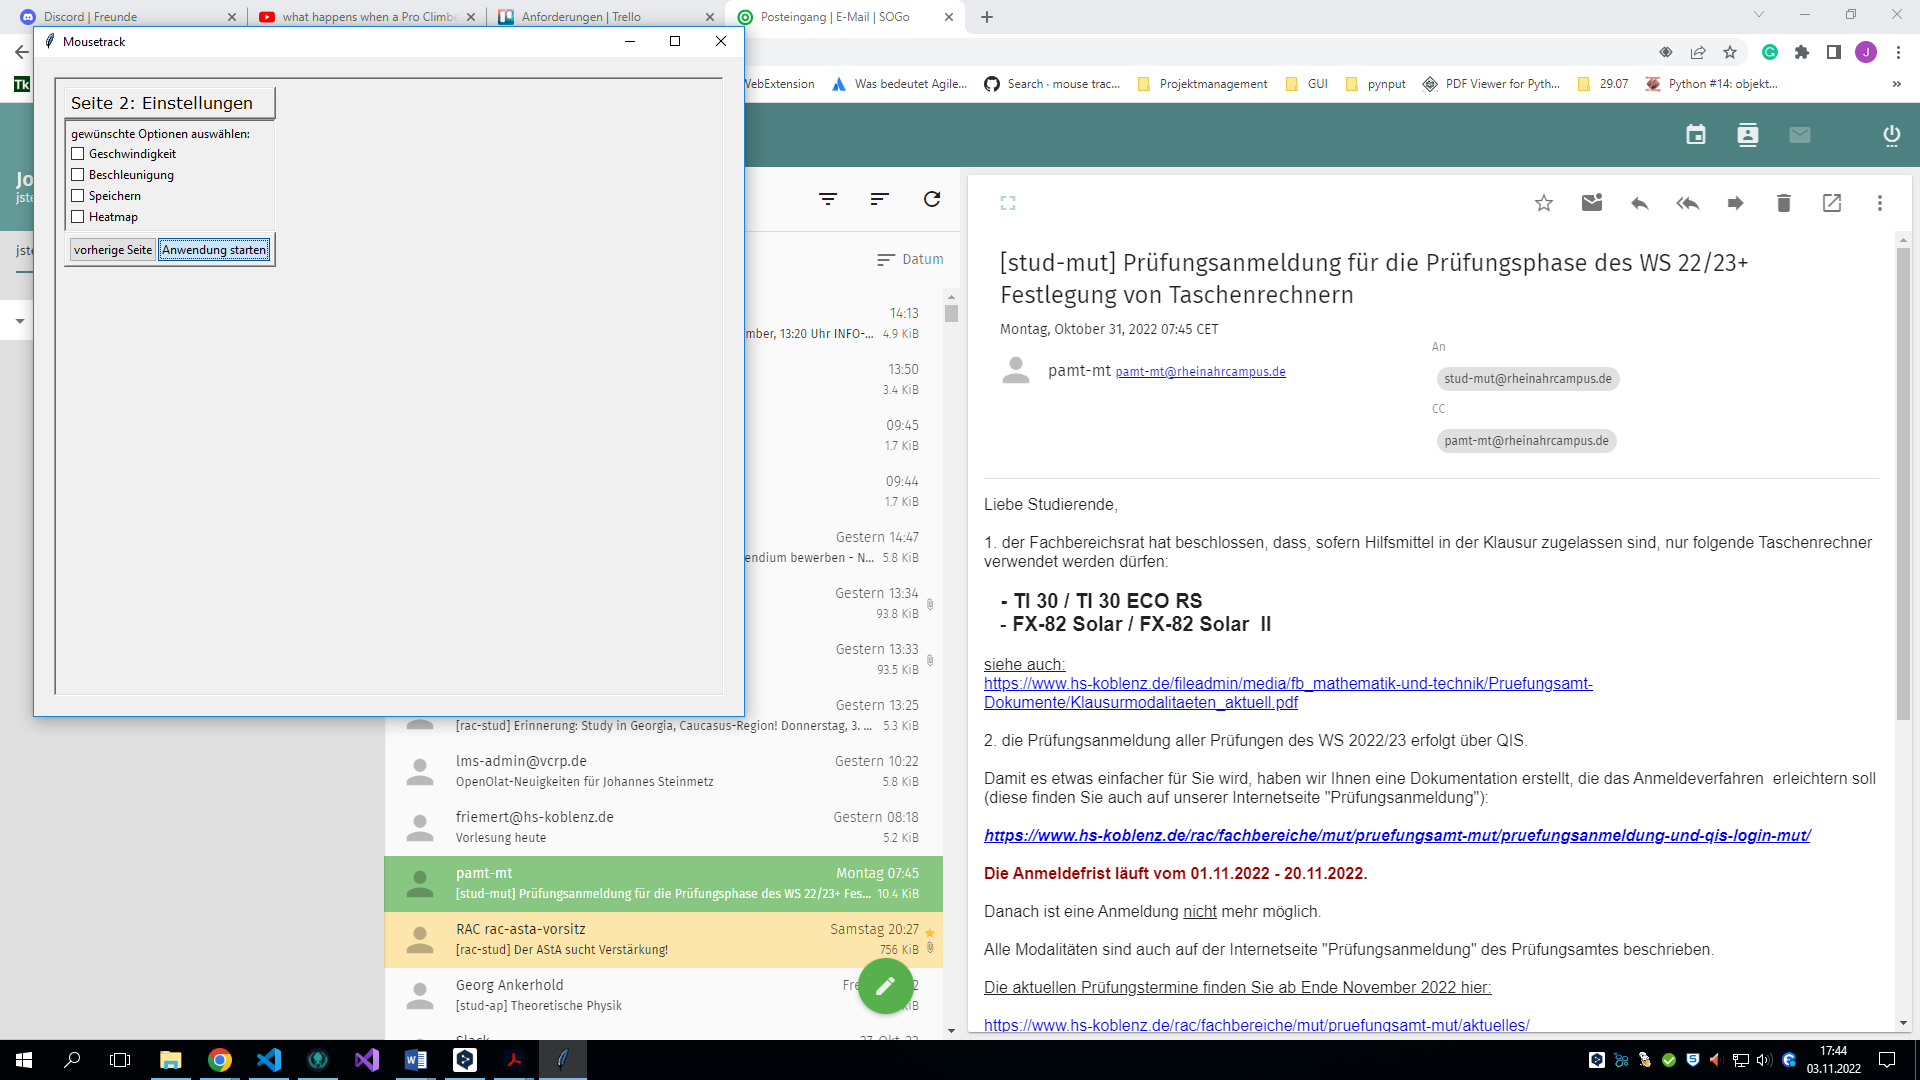 Discord | Freunde
what happens when a Pro Climbe
Anforderungen | Trello
Posteingang | E-Mail | SOGo
Mousetrack
J
Tk
WebExtension
Was bedeutet Agile...
Search · mouse trac...
Projektmanagement
GUI
pynput
PDF Viewer for Pyth...
29.07
Python #14: objekt...
»
Seite 2: Einstellungen
gewünschte Optionen auswählen:
Geschwindigkeit
Beschleunigung
Speichern
Heatmap
vorherige Seite
Anwendung starten
Jo
jste
jste
Datum
14:13
mber, 13:20 Uhr INFO-... 4.9 KiB
13:50
3.4 KiB
09:45
1.7 KiB
09:44
1.7 KiB
Gestern 14:47
endium bewerben - N... 5.8 KiB
Gestern 13:34
93.8 KiB
Gestern 13:33
93.5 KiB
Gestern 13:25
[rac-stud] Erinnerung: Study in Georgia, Caucasus-Region! Donnerstag, 3. ... 5.3 KiB
lms-admin@vcrp.de Gestern 10:22
OpenOlat-Neuigkeiten für Johannes Steinmetz 5.8 KiB
friemert@hs-koblenz.de Gestern 08:18
Vorlesung heute 5.2 KiB
pamt-mt Montag 07:45
[stud-mut] Prüfungsanmeldung für die Prüfungsphase des WS 22/23+ Fes... 10.4 KiB
RAC rac-asta-vorsitz Samstag 20:27
[rac-stud] Der AStA sucht Verstärkung! 756 KiB
Georg Ankerhold Fre 2
[stud-ap] Theoretische Physik KiB
Slack 27-Okt-22
[stud-mut] Prüfungsanmeldung für die Prüfungsphase des WS 22/23+
Festlegung von Taschenrechnern
Montag, Oktober 31, 2022 07:45 CET
pamt-mt pamt-mt@rheinahrcampus.de
An
stud-mut@rheinahrcampus.de
CC
pamt-mt@rheinahrcampus.de
Liebe Studierende,
1. der Fachbereichsrat hat beschlossen, dass, sofern Hilfsmittel in der Klausur zugelassen sind, nur folgende Taschenrechner
verwendet werden dürfen:
- TI 30 / TI 30 ECO RS
- FX-82 Solar / FX-82 Solar II
siehe auch:
https://www.hs-koblenz.de/fileadmin/media/fb_mathematik-und-technik/Pruefungsamt-
Dokumente/Klausurmodalitaeten_aktuell.pdf
2. die Prüfungsanmeldung aller Prüfungen des WS 2022/23 erfolgt über QIS.
Damit es etwas einfacher für Sie wird, haben wir Ihnen eine Dokumentation erstellt, die das Anmeldeverfahren erleichtern soll
(diese finden Sie auch auf unserer Internetseite "Prüfungsanmeldung"):
https://www.hs-koblenz.de/rac/fachbereiche/mut/pruefungsamt-mut/pruefungsanmeldung-und-qis-login-mut/
Die Anmeldefrist läuft vom 01.11.2022 - 20.11.2022.
Danach ist eine Anmeldung nicht mehr möglich.
Alle Modalitäten sind auch auf der Internetseite "Prüfungsanmeldung" des Prüfungsamtes beschrieben.
Die aktuellen Prüfungstermine finden Sie ab Ende November 2022 hier:
https://www.hs-koblenz.de/rac/fachbereiche/mut/pruefungsamt-mut/aktuelles/
17:44
03.11.2022